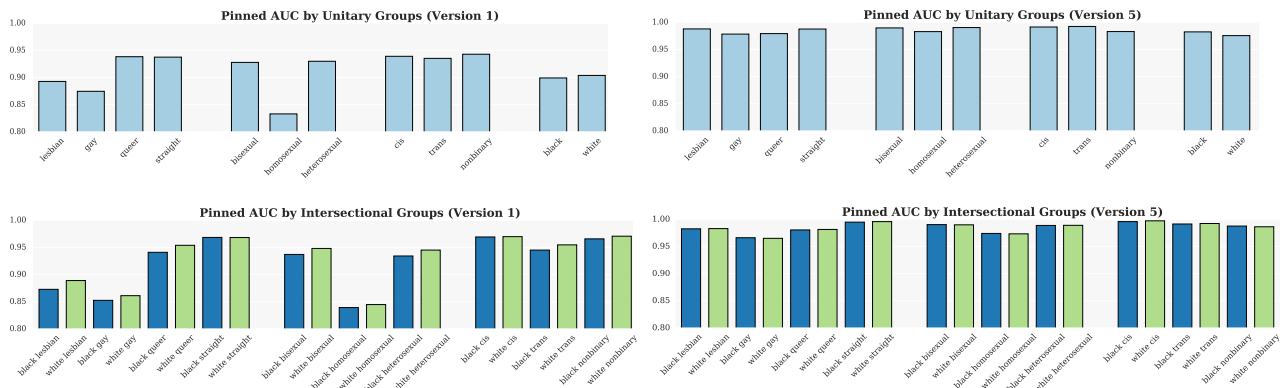 Pinned AUC by Unitary Groups (Version 1)
1.00
0.95
0.90
0.85
0.80
lesbian
gay
queer
straight
bisexual
homosexual
heterosexual
cis
trans
nonbinary
black
white
Pinned AUC by Unitary Groups (Version 5)
1.00
0.95
0.90
0.85
0.80
lesbian
gay
queer
straight
bisexual
homosexual
heterosexual
cis
trans
nonbinary
black
white
Pinned AUC by Intersectional Groups (Version 1)
1.00
0.95
0.90
0.85
0.80
black lesbian
white lesbian
black gay
white gay
black queer
white queer
black straight
white straight
black bisexual
white bisexual
black homosexual
white homosexual
black heterosexual
white heterosexual
black cis
white cis
black trans
white trans
black nonbinary
white nonbinary
Pinned AUC by Intersectional Groups (Version 5)
1.00
0.95
0.90
0.85
0.80
black lesbian
white lesbian
black gay
white gay
black queer
white queer
black straight
white straight
black bisexual
white bisexual
black homosexual
white homosexual
black heterosexual
white heterosexual
black cis
white cis
black trans
white trans
black nonbinary
white nonbinary